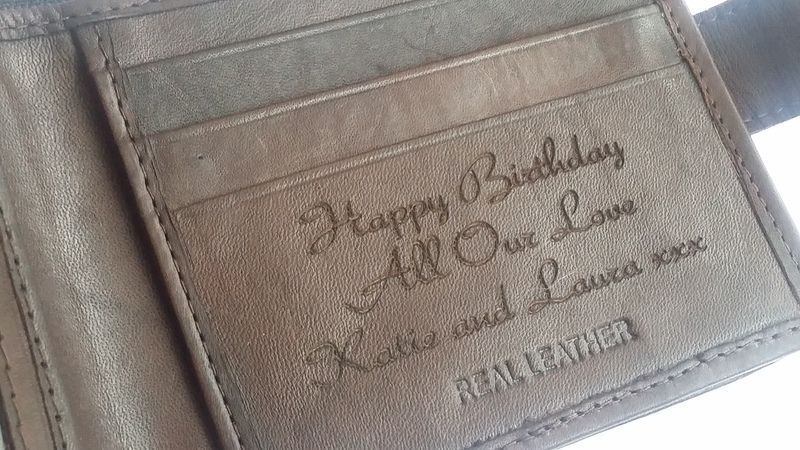 Happy Birthday
All Our Love
Katie and Laura xxx
REAL LEATHER